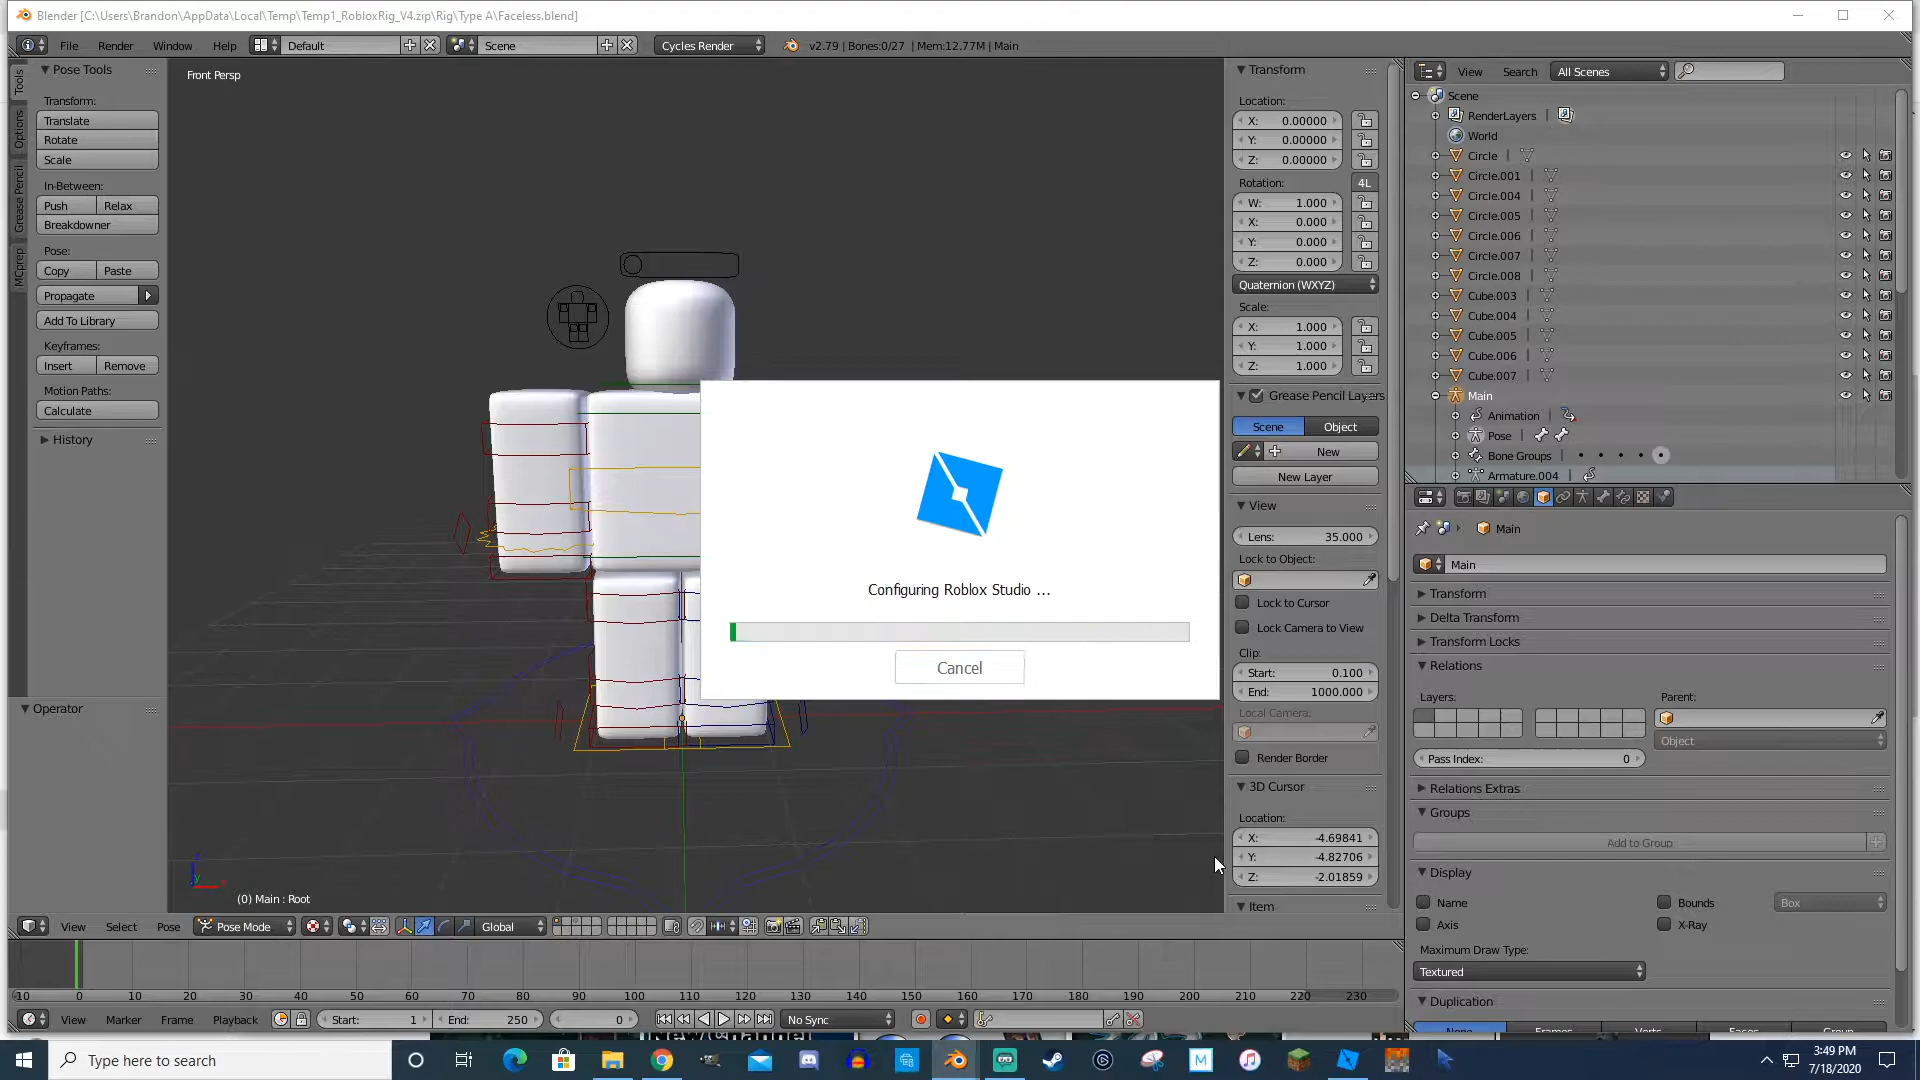 Blender [C:\Users\Brandon\AppData\Local\Temp\Temp1_RobloxRig_V4.zip\Rig\Type A\Faceless.blend]
File Render Window Help Default Scene Cycles Render v2.79 | Bones:0/27 | Mem:12.77M | Main
Tools
Options
Grease Pencil
MCprep
Pose Tools
Transform:
Translate
Rotate
Scale
In-Between:
Push Relax
Breakdowner
Pose:
Copy Paste
Propagate
Add To Library
Keyframes:
Insert Remove
Motion Paths:
Calculate
History
Operator
Front Persp
Configuring Roblox Studio ...
Cancel
(0) Main : Root
Transform
Location:
X: 0.00000
Y: 0.00000
Z: 0.00000
Rotation: 4L
W: 1.000
X: 0.000
Y: 0.000
Z: 0.000
Quaternion (WXYZ)
Scale:
X: 1.000
Y: 1.000
Z: 1.000
Grease Pencil Layers
Scene Object
New
New Layer
View
Lens: 35.000
Lock to Object:
Lock to Cursor
Lock Camera to View
Clip:
Start: 0.100
End: 1000.000
Local Camera:
Render Border
3D Cursor
Location:
X: -4.69841
Y: -4.82706
Z: -2.01859
Item
View Search All Scenes
Scene
RenderLayers
World
Circle
Circle.001
Circle.004
Circle.005
Circle.006
Circle.007
Circle.008
Cube.003
Cube.004
Cube.005
Cube.006
Cube.007
Main
Animation
Pose
Bone Groups
Armature.004
Main
Main
Transform
Delta Transform
Transform Locks
Relations
Layers: Parent:
Object
Pass Index: 0
Relations Extras
Groups
Add to Group
Display
Name Bounds Box
Axis X-Ray
Maximum Draw Type:
Textured
Duplication
None Frames Verts Faces Group
View Select Pose Pose Mode Global
-10 0 10 20 30 40 50 60 70 80 90 100 110 120 130 140 150 160 170 180 190 200 210 220 230
View Marker Frame Playback Start: 1 End: 250 0 No Sync
New Channel
Type here to search
3:49 PM
7/18/2020